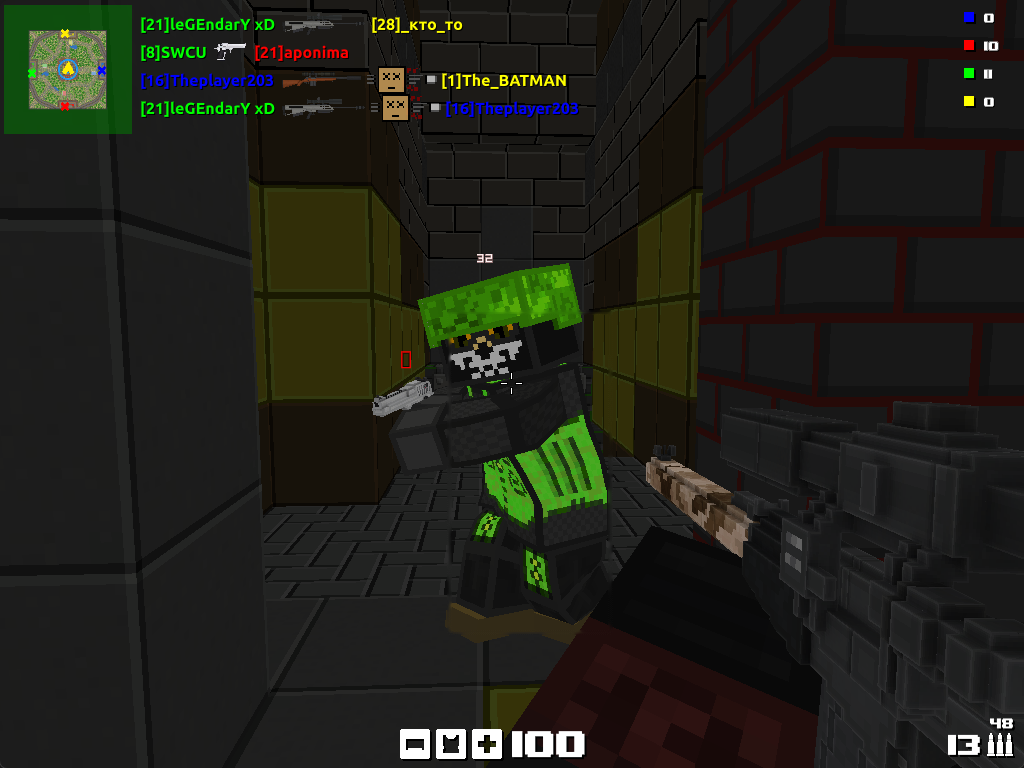 [21]leGEndarY xD [28]_кто_то
0
[8]SWCU [21]aponima
10
[16]Theplayer203 [1]The_BATMAN
11
[21]leGEndarY xD [16]Theplayer203
0
32
100
48
13